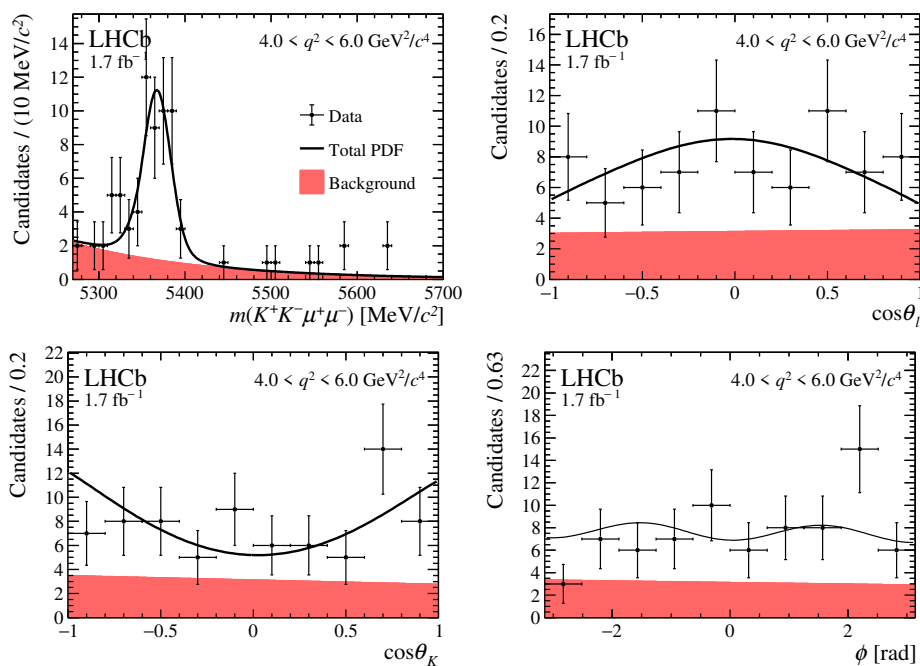 LHCb
1.7 fb⁻¹
4.0 < q² < 6.0 GeV²/c⁴
Candidates / (10 MeV/c²)
14
12
10
8
6
4
2
0
Data
Total PDF
Background
5300 5400 5500 5600 5700
m(K⁺K⁻μ⁺μ⁻) [MeV/c²]
LHCb
1.7 fb⁻¹
4.0 < q² < 6.0 GeV²/c⁴
Candidates / 0.2
16
14
12
10
8
6
4
2
0
−1 −0.5 0 0.5 1
cosθ_l
LHCb
1.7 fb⁻¹
4.0 < q² < 6.0 GeV²/c⁴
Candidates / 0.2
22
20
18
16
14
12
10
8
6
4
2
0
−1 −0.5 0 0.5 1
cosθ_K
LHCb
1.7 fb⁻¹
4.0 < q² < 6.0 GeV²/c⁴
Candidates / 0.63
22
20
18
16
14
12
10
8
6
4
2
0
−2 0 2
ϕ [rad]